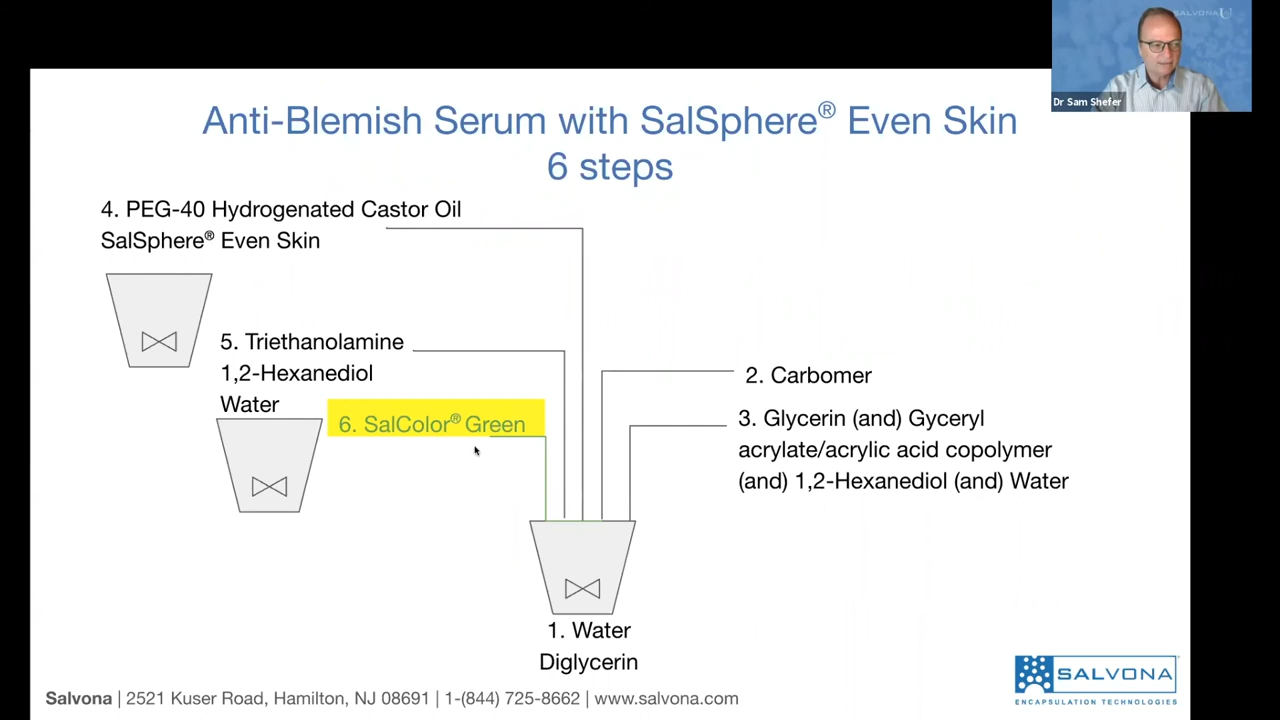 SALVONA U
Dr Sam Shefer
Anti-Blemish Serum with SalSphere® Even Skin
6 steps
4. PEG-40 Hydrogenated Castor Oil
SalSphere® Even Skin
5. Triethanolamine
1,2-Hexanediol
Water
6. SalColor® Green
2. Carbomer
3. Glycerin (and) Gyceryl
acrylate/acrylic acid copolymer
(and) 1,2-Hexanediol (and) Water
1. Water
Diglycerin
Salvona | 2521 Kuser Road, Hamilton, NJ 08691 | 1-(844) 725-8662 | www.salvona.com
SALVONA
ENCAPSULATION TECHNOLOGIES